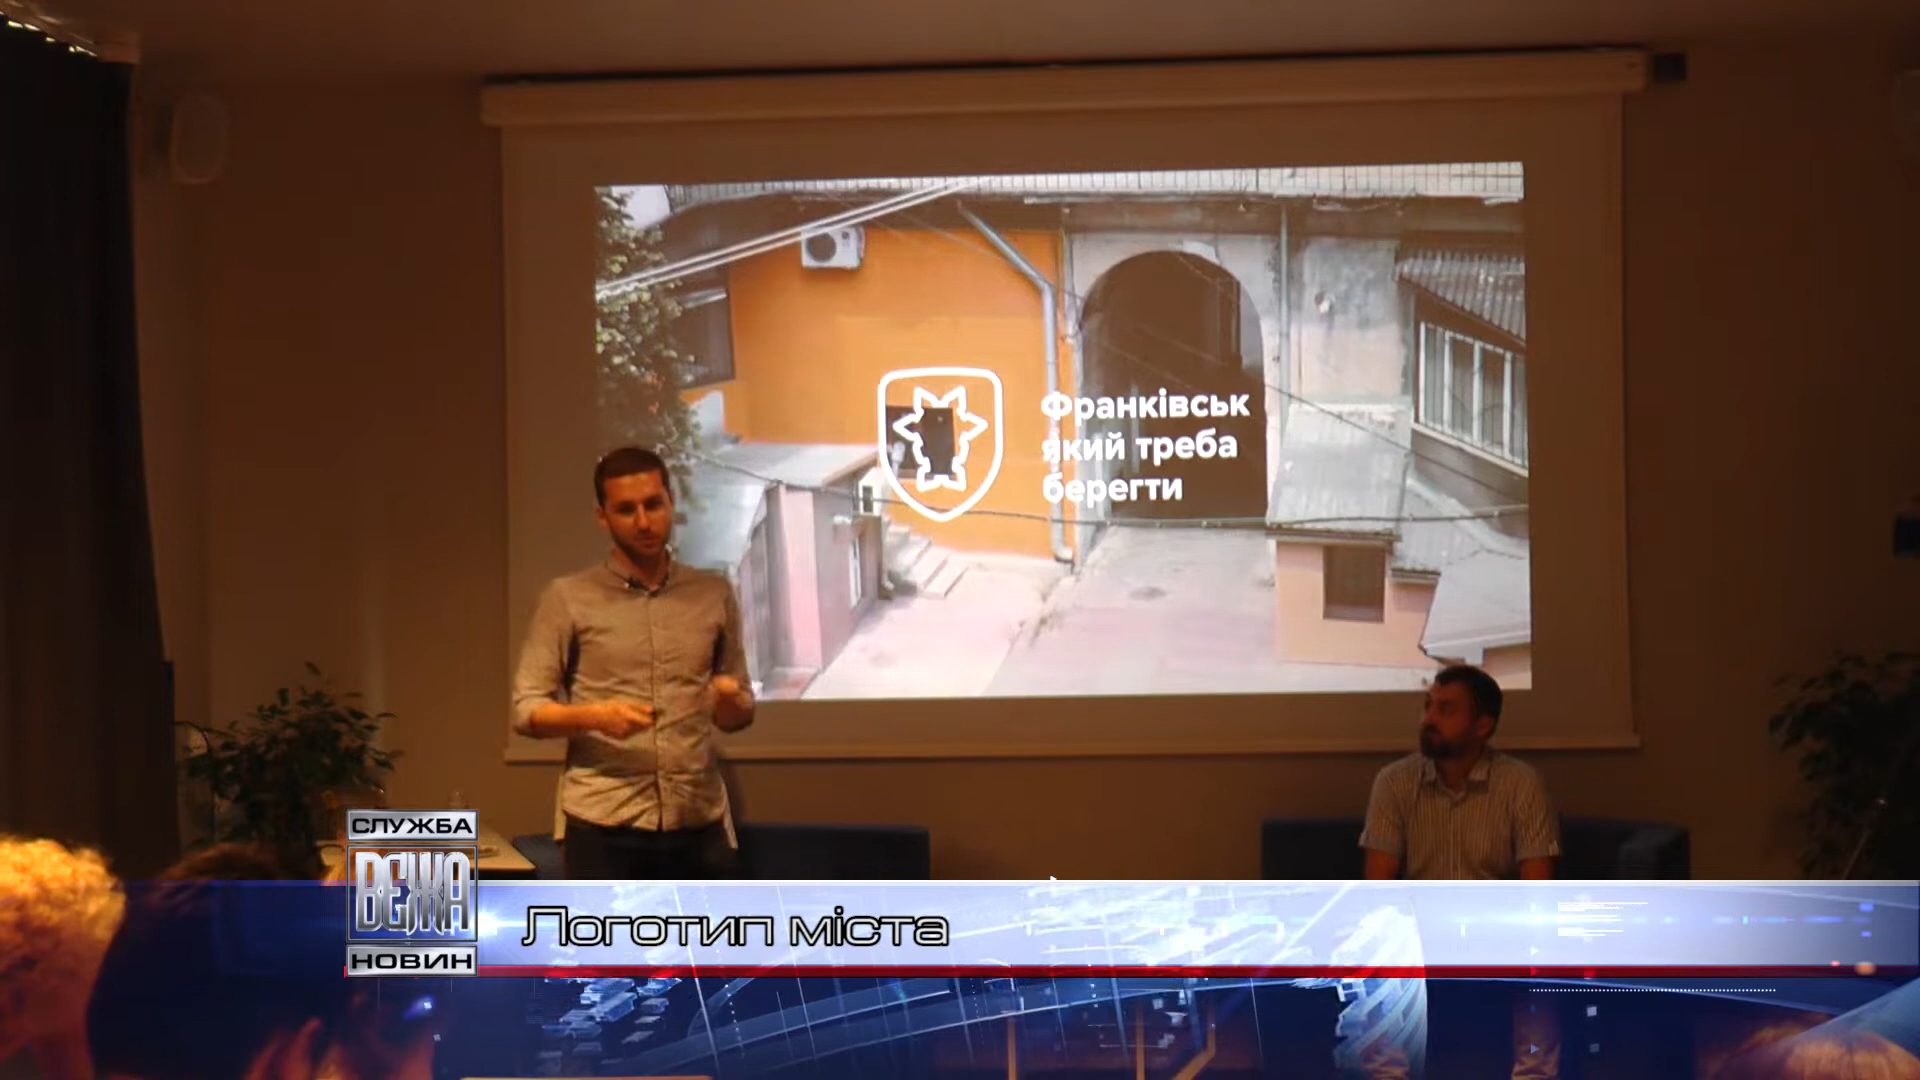 Франківськ
який треба
берегти
СЛУЖБА
ВЕЖА
НОВИН
Логотип міста